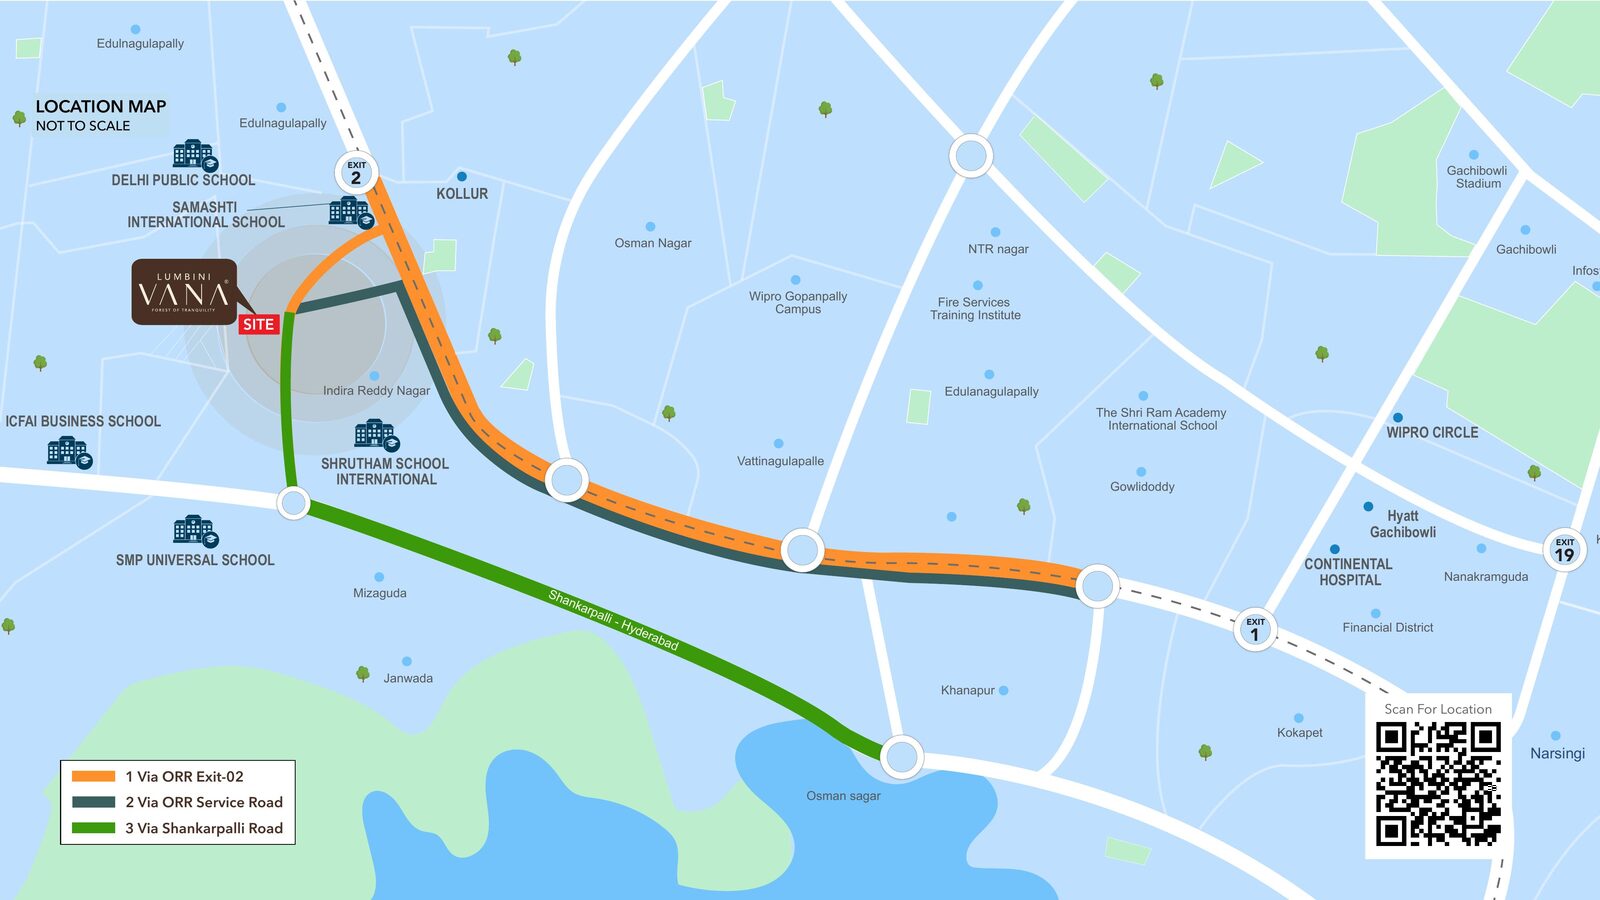 Edulnagulapally
LOCATION MAP
NOT TO SCALE
Edulnagulapally
DELHI PUBLIC SCHOOL
SAMASHTI
INTERNATIONAL SCHOOL
EXIT
2
KOLLUR
LUMBINI
VANA®
FOREST OF TRANQUILITY
SITE
Indira Reddy Nagar
ICFAI BUSINESS SCHOOL
SHRUTHAM SCHOOL
INTERNATIONAL
SMP UNIVERSAL SCHOOL
Mizaguda
Janwada
Shankarpalli - Hyderabad
Osman Nagar
Wipro Gopanpally
Campus
NTR nagar
Fire Services
Training Institute
Edulanagulapally
Vattinagulapalle
The Shri Ram Academy
International School
Gowlidoddy
Gachibowli
Stadium
Gachibowli
Infos
WIPRO CIRCLE
Hyatt
Gachibowli
CONTINENTAL
HOSPITAL
Nanakramguda
EXIT
19
K
Financial District
EXIT
1
Khanapur
Kokapet
Osman sagar
Narsingi
Scan For Location
1 Via ORR Exit-02
2 Via ORR Service Road
3 Via Shankarpalli Road